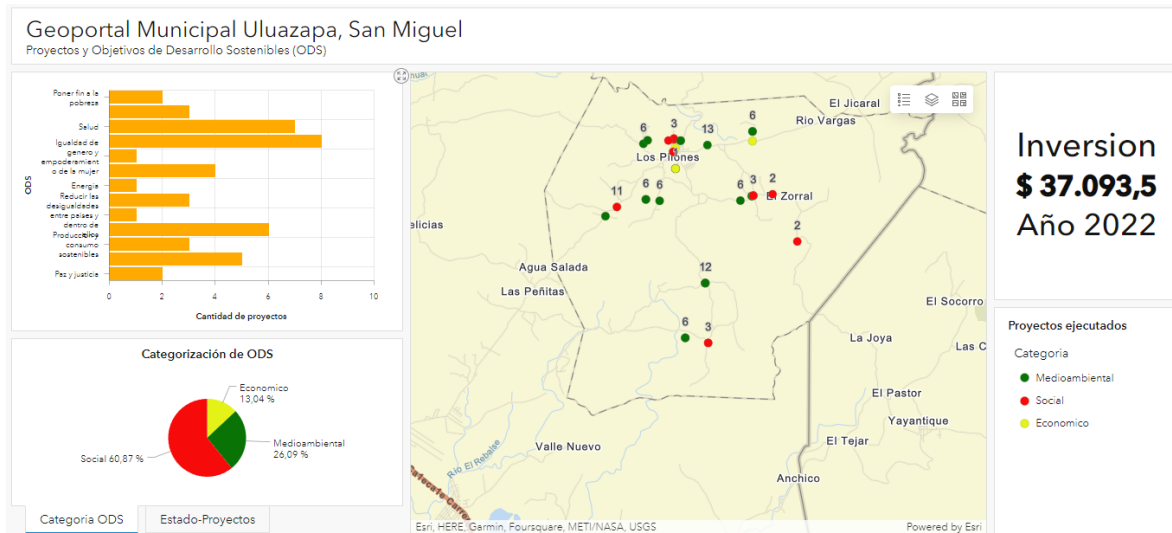 Geoportal Municipal Uluazapa, San Miguel
Proyectos y Objetivos de Desarrollo Sostenibles (ODS)
Poner fin a la
pobreza
Salud
Igualdad de
genero y
empoderamient
o de la mujer
Energia
Reducir las
desigualdades
entre paises y
dentro de
Produccion y
consumo
sostenibles
Paz y justicia
ODS
0 2 4 6 8 10
Cantidad de proyectos
Categorización de ODS
Economico
13,04 %
Medioambiental
26,09 %
Social 60,87 %
Categoria ODS
Estado-Proyectos
El Jicaral
Rio Vargas
6
3
13
6
Los Pilones
11
6
6
6
3
2
El Zorral
2
elicias
Agua Salada
Las Peñitas
12
6
3
El Socorro
La Joya
Las C
El Pastor
Yayantique
El Tejar
Valle Nuevo
Río El Rebalse
Anchico
Esri, HERE, Garmin, Foursquare, METI/NASA, USGS
Powered by Esri
Inversion
$ 37.093,5
Año 2022
Proyectos ejecutados
Categoria
Medioambiental
Social
Economico